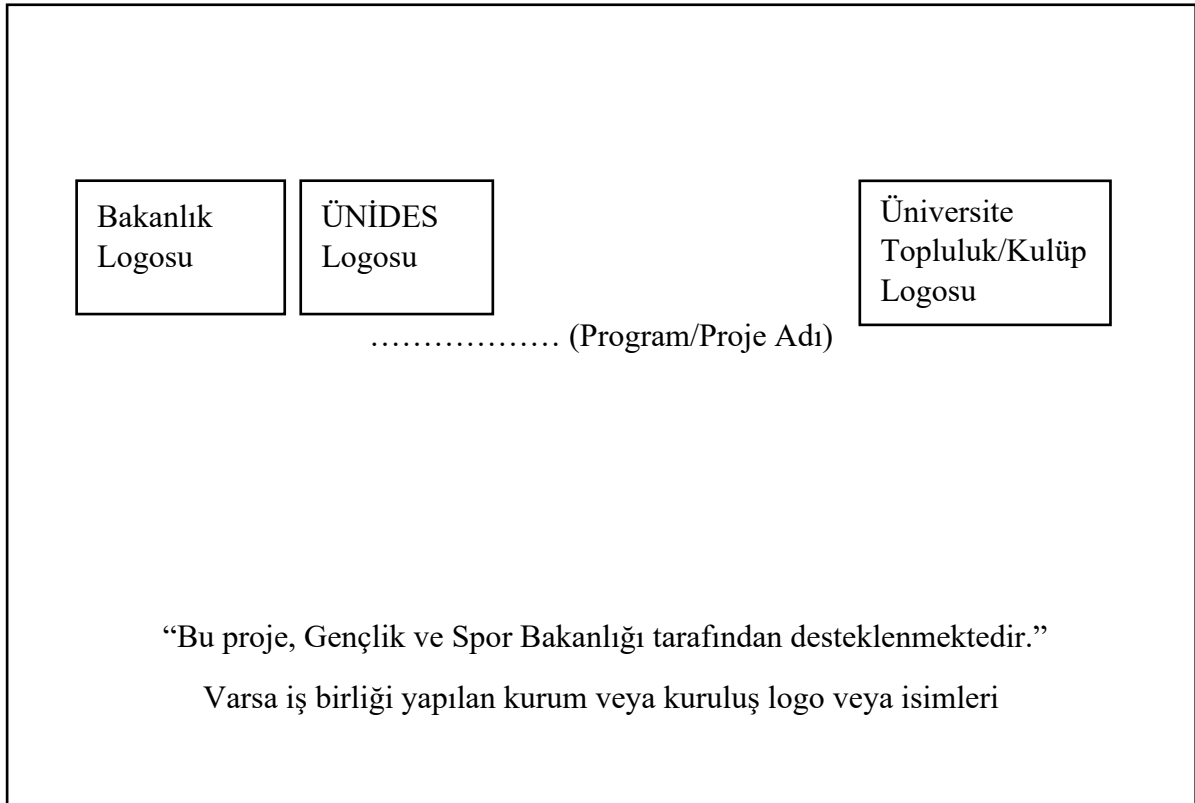 Bakanlık
Logosu
ÜNİDES
Logosu
Üniversite
Topluluk/Kulüp
Logosu
……………… (Program/Proje Adı)
“Bu proje, Gençlik ve Spor Bakanlığı tarafından desteklenmektedir.”
Varsa iş birliği yapılan kurum veya kuruluş logo veya isimleri